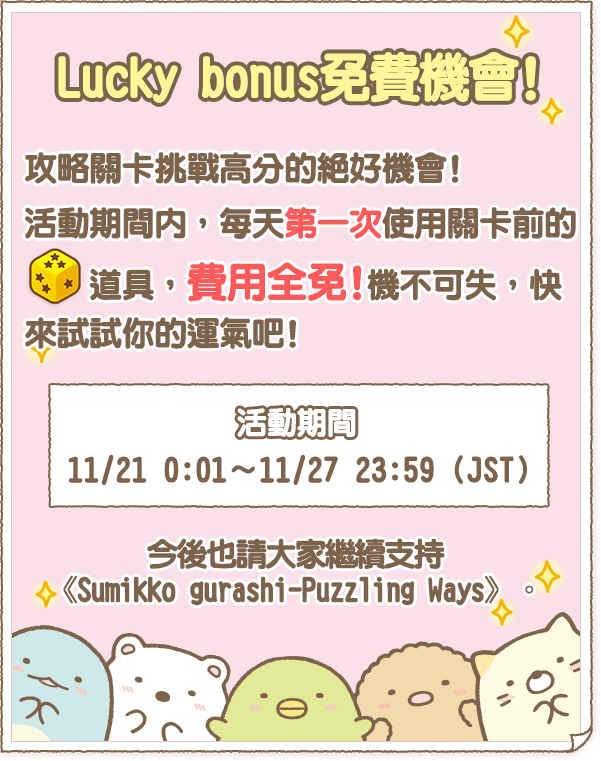 Lucky bonus免費機會!
攻略關卡挑戰高分的絕好機會!
活動期間內，每天第一次使用關卡前的
道具，費用全免!機不可失，快
來試試你的運氣吧!
活動期間
11/21 0:01～11/27 23:59 (JST)
今後也請大家繼續支持
《Sumikko gurashi-Puzzling Ways》。